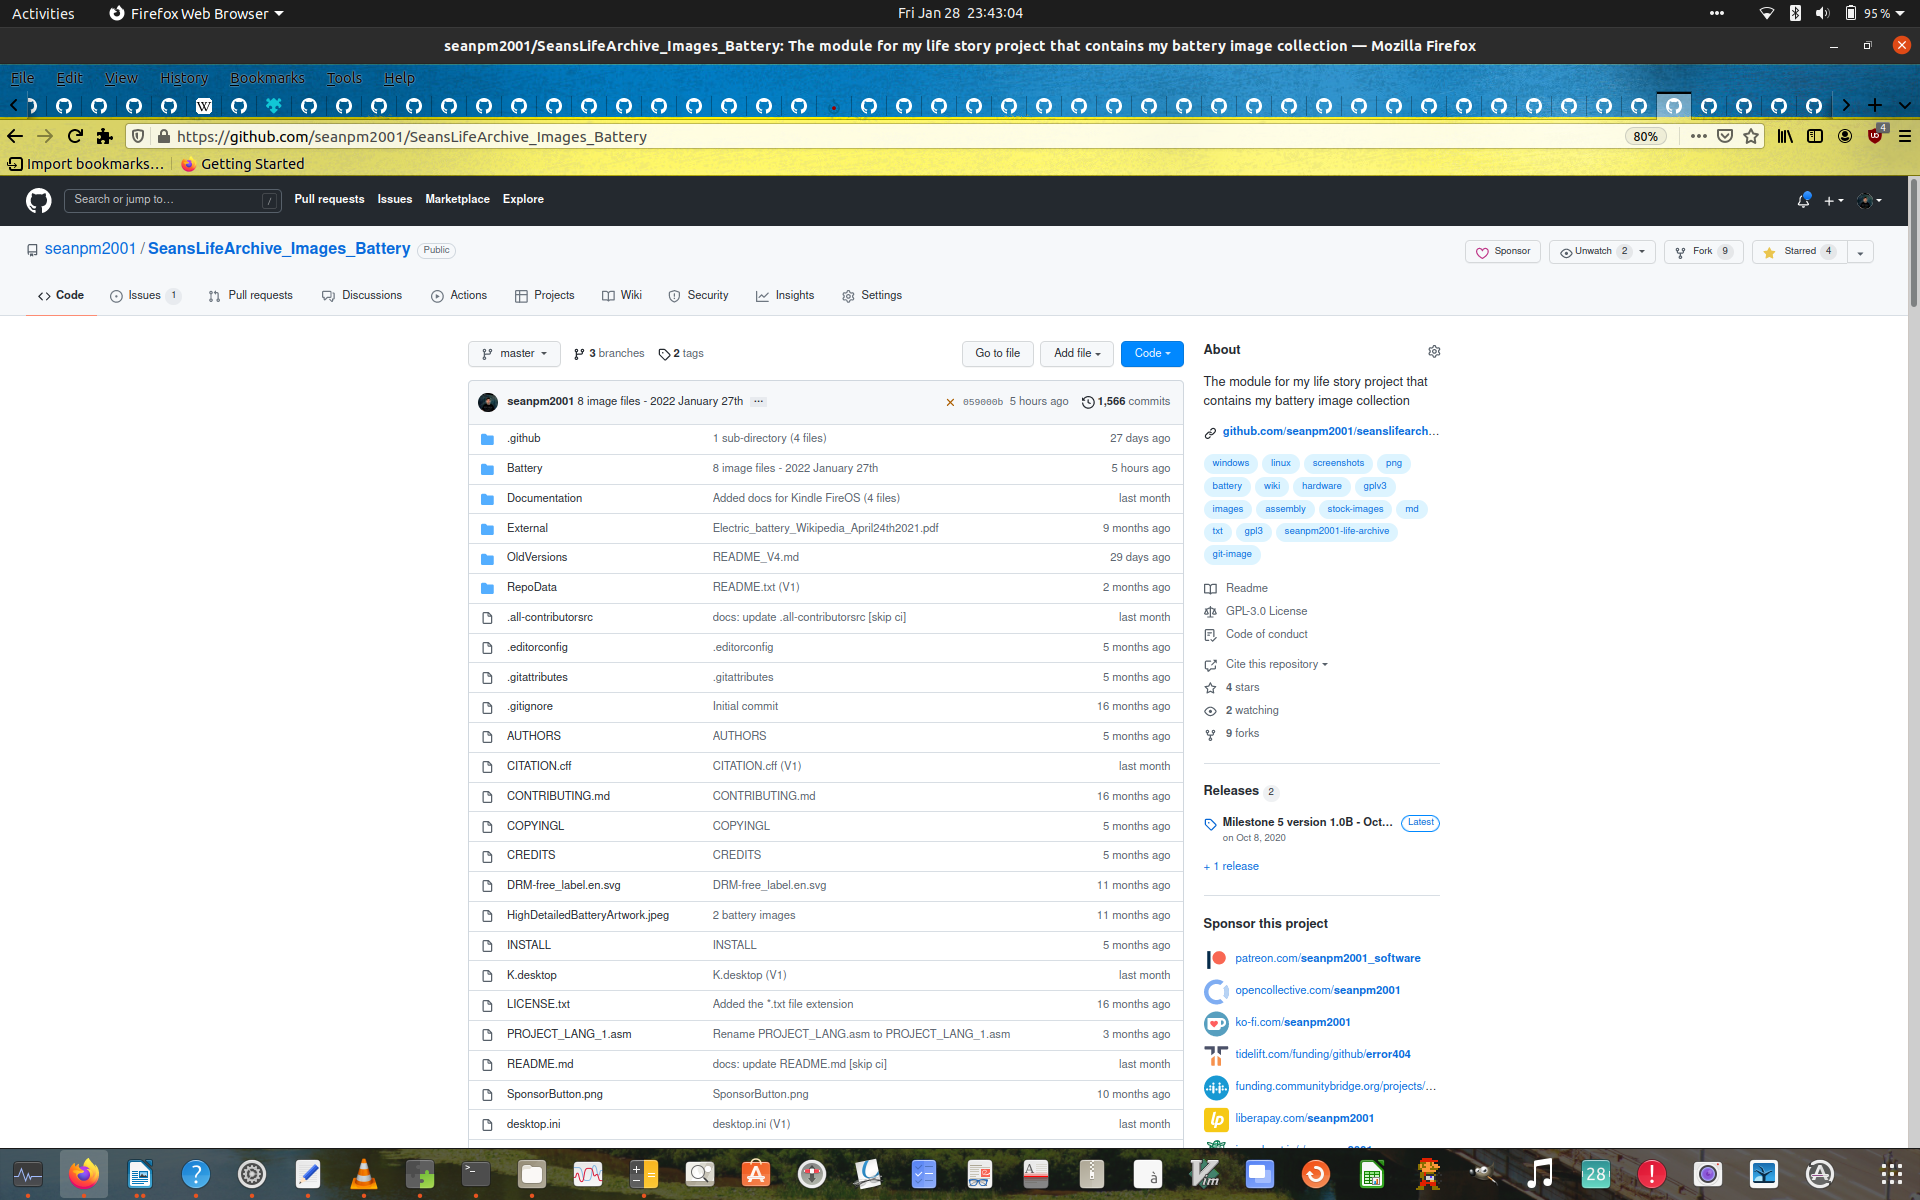 Activities Firefox Web Browser Fri Jan 28 23:43:04 95 %
seanpm2001/SeansLifeArchive_Images_Battery: The module for my life story project that contains my battery image collection — Mozilla Firefox
File Edit View History Bookmarks Tools Help
https://github.com/seanpm2001/SeansLifeArchive_Images_Battery 80% 4
Import bookmarks… Getting Started
Search or jump to… / Pull requests Issues Marketplace Explore
seanpm2001 / SeansLifeArchive_Images_Battery Public Sponsor Unwatch 2 Fork 9 Starred 4
Code Issues 1 Pull requests Discussions Actions Projects Wiki Security Insights Settings
master 3 branches 2 tags Go to file Add file Code
seanpm2001 8 image files - 2022 January 27th ... 059000b 5 hours ago 1,566 commits
.github 1 sub-directory (4 files) 27 days ago
Battery 8 image files - 2022 January 27th 5 hours ago
Documentation Added docs for Kindle FireOS (4 files) last month
External Electric_battery_Wikipedia_April24th2021.pdf 9 months ago
OldVersions README_V4.md 29 days ago
RepoData README.txt (V1) 2 months ago
.all-contributorsrc docs: update .all-contributorsrc [skip ci] last month
.editorconfig .editorconfig 5 months ago
.gitattributes .gitattributes 5 months ago
.gitignore Initial commit 16 months ago
AUTHORS AUTHORS 5 months ago
CITATION.cff CITATION.cff (V1) last month
CONTRIBUTING.md CONTRIBUTING.md 16 months ago
COPYINGL COPYINGL 5 months ago
CREDITS CREDITS 5 months ago
DRM-free_label.en.svg DRM-free_label.en.svg 11 months ago
HighDetailedBatteryArtwork.jpeg 2 battery images 11 months ago
INSTALL INSTALL 5 months ago
K.desktop K.desktop (V1) last month
LICENSE.txt Added the *.txt file extension 16 months ago
PROJECT_LANG_1.asm Rename PROJECT_LANG.asm to PROJECT_LANG_1.asm 3 months ago
README.md docs: update README.md [skip ci] last month
SponsorButton.png SponsorButton.png 10 months ago
desktop.ini desktop.ini (V1) last month
About
The module for my life story project that
contains my battery image collection
github.com/seanpm2001/seanslifearch…
windows linux screenshots png
battery wiki hardware gplv3
images assembly stock-images md
txt gpl3 seanpm2001-life-archive
git-image
Readme
GPL-3.0 License
Code of conduct
Cite this repository
4 stars
2 watching
9 forks
Releases 2
Milestone 5 version 1.0B - Oct… Latest
on Oct 8, 2020
+ 1 release
Sponsor this project
patreon.com/seanpm2001_software
opencollective.com/seanpm2001
ko-fi.com/seanpm2001
tidelift.com/funding/github/error404
funding.communitybridge.org/projects/…
liberapay.com/seanpm2001
28